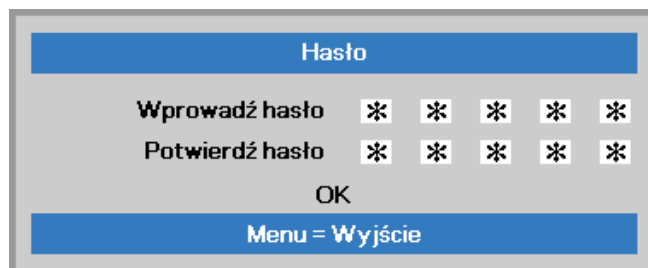 Hasło
Wprowadź hasło * * * * *
Potwierdź hasło * * * * *
OK
Menu = Wyjście